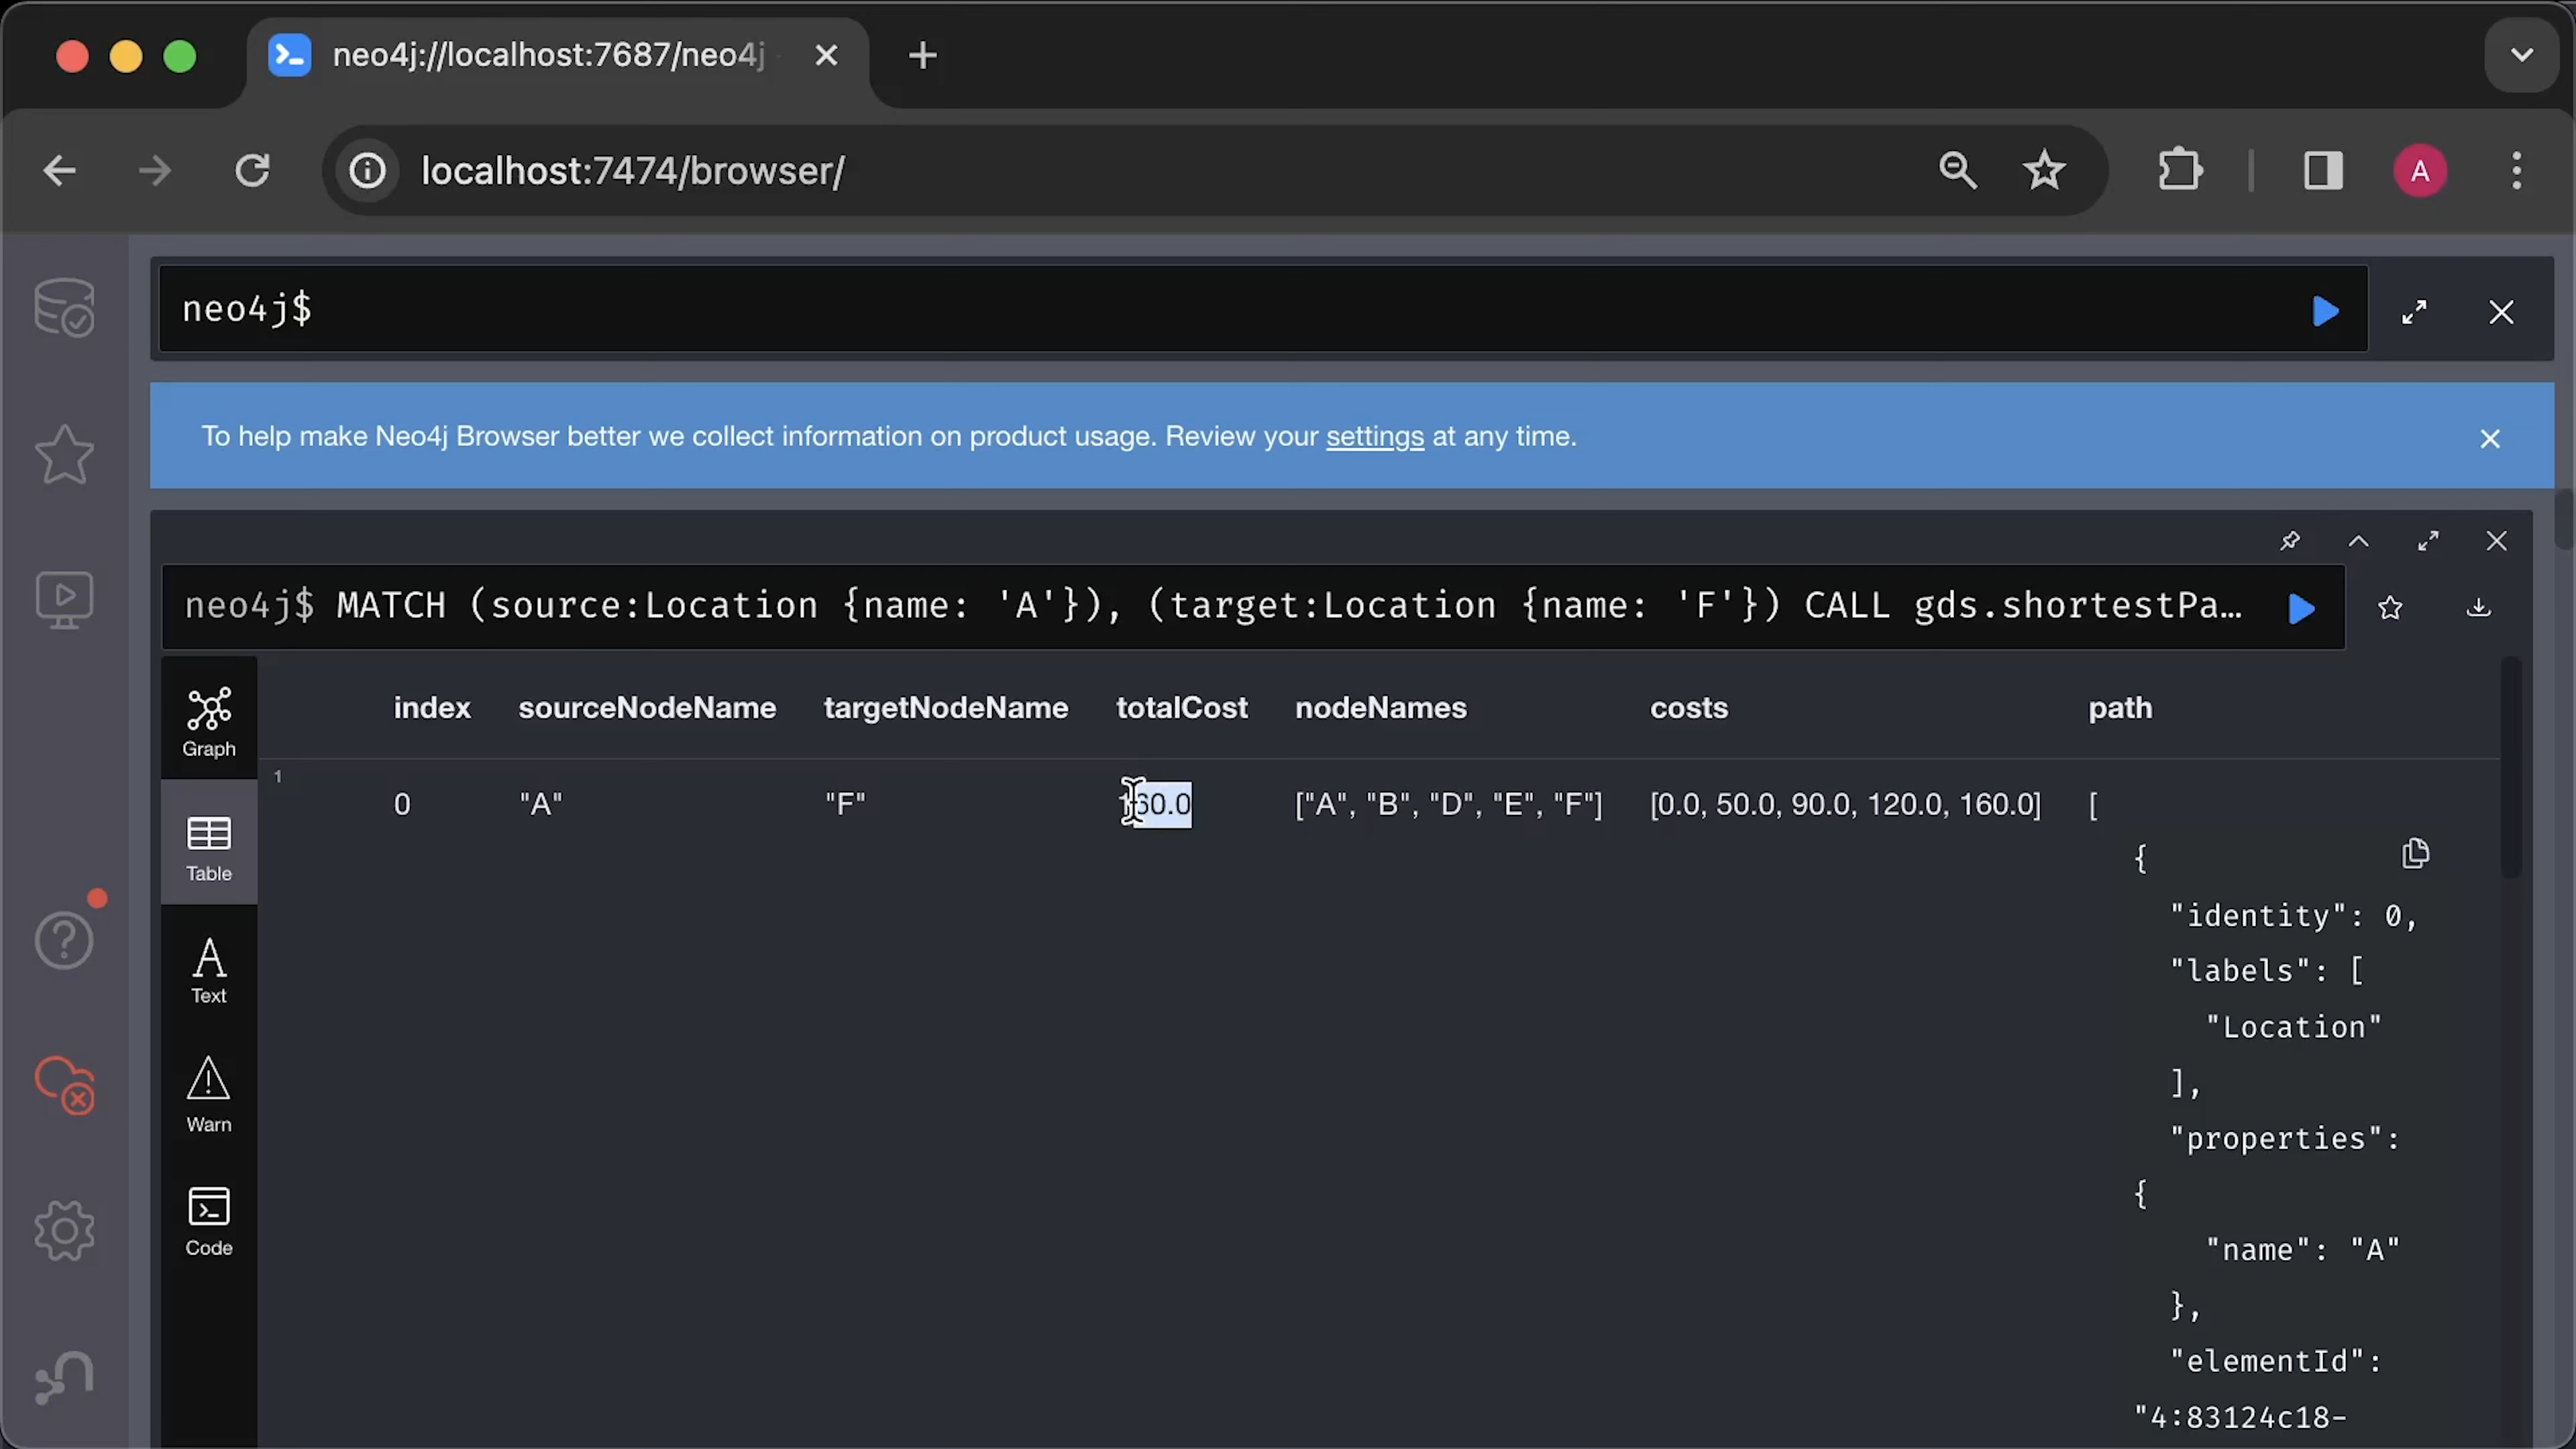 neo4j://localhost:7687/neo4j
localhost:7474/browser/
A
neo4j$
To help make Neo4j Browser better we collect information on product usage. Review your settings at any time.
neo4j$ MATCH (source:Location {name: 'A'}), (target:Location {name: 'F'}) CALL gds.shortestPa…
Graph
Table
Text
Warn
Code
index sourceNodeName targetNodeName totalCost nodeNames costs path
1
0 "A" "F" 160.0 ["A", "B", "D", "E", "F"] [0.0, 50.0, 90.0, 120.0, 160.0] [
{
"identity": 0,
"labels": [
"Location"
],
"properties":
{
"name": "A"
},
"elementId":
"4:83124c18-